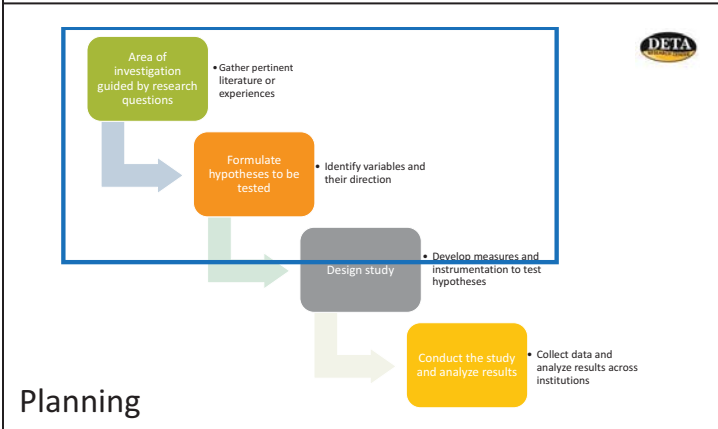 DETA
RESEARCH CENTER
Area of
investigation
guided by research
questions
•Gather pertinent
literature or
experiences
Formulate
hypotheses to be
tested
• Identify variables and
their direction
Design study
• Develop measures and
instrumentation to test
hypotheses
Conduct the study
and analyze results
• Collect data and
analyze results across
institutions
Planning